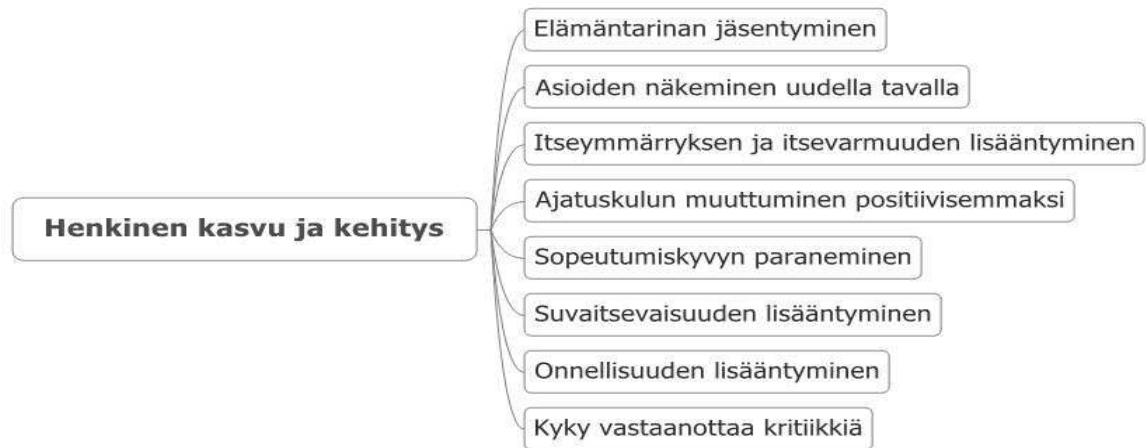 Elämäntarinan jäsentyminen
Asioiden näkeminen uudella tavalla
Itseymmärryksen ja itsevarmuuden lisääntyminen
Ajatuskulun muuttuminen positiivisemmaksi
Henkinen kasvu ja kehitys
Sopeutumiskyvyn paraneminen
Suvaitsevaisuuden lisääntyminen
Onnellisuuden lisääntyminen
Kyky vastaanottaa kritiikkiä